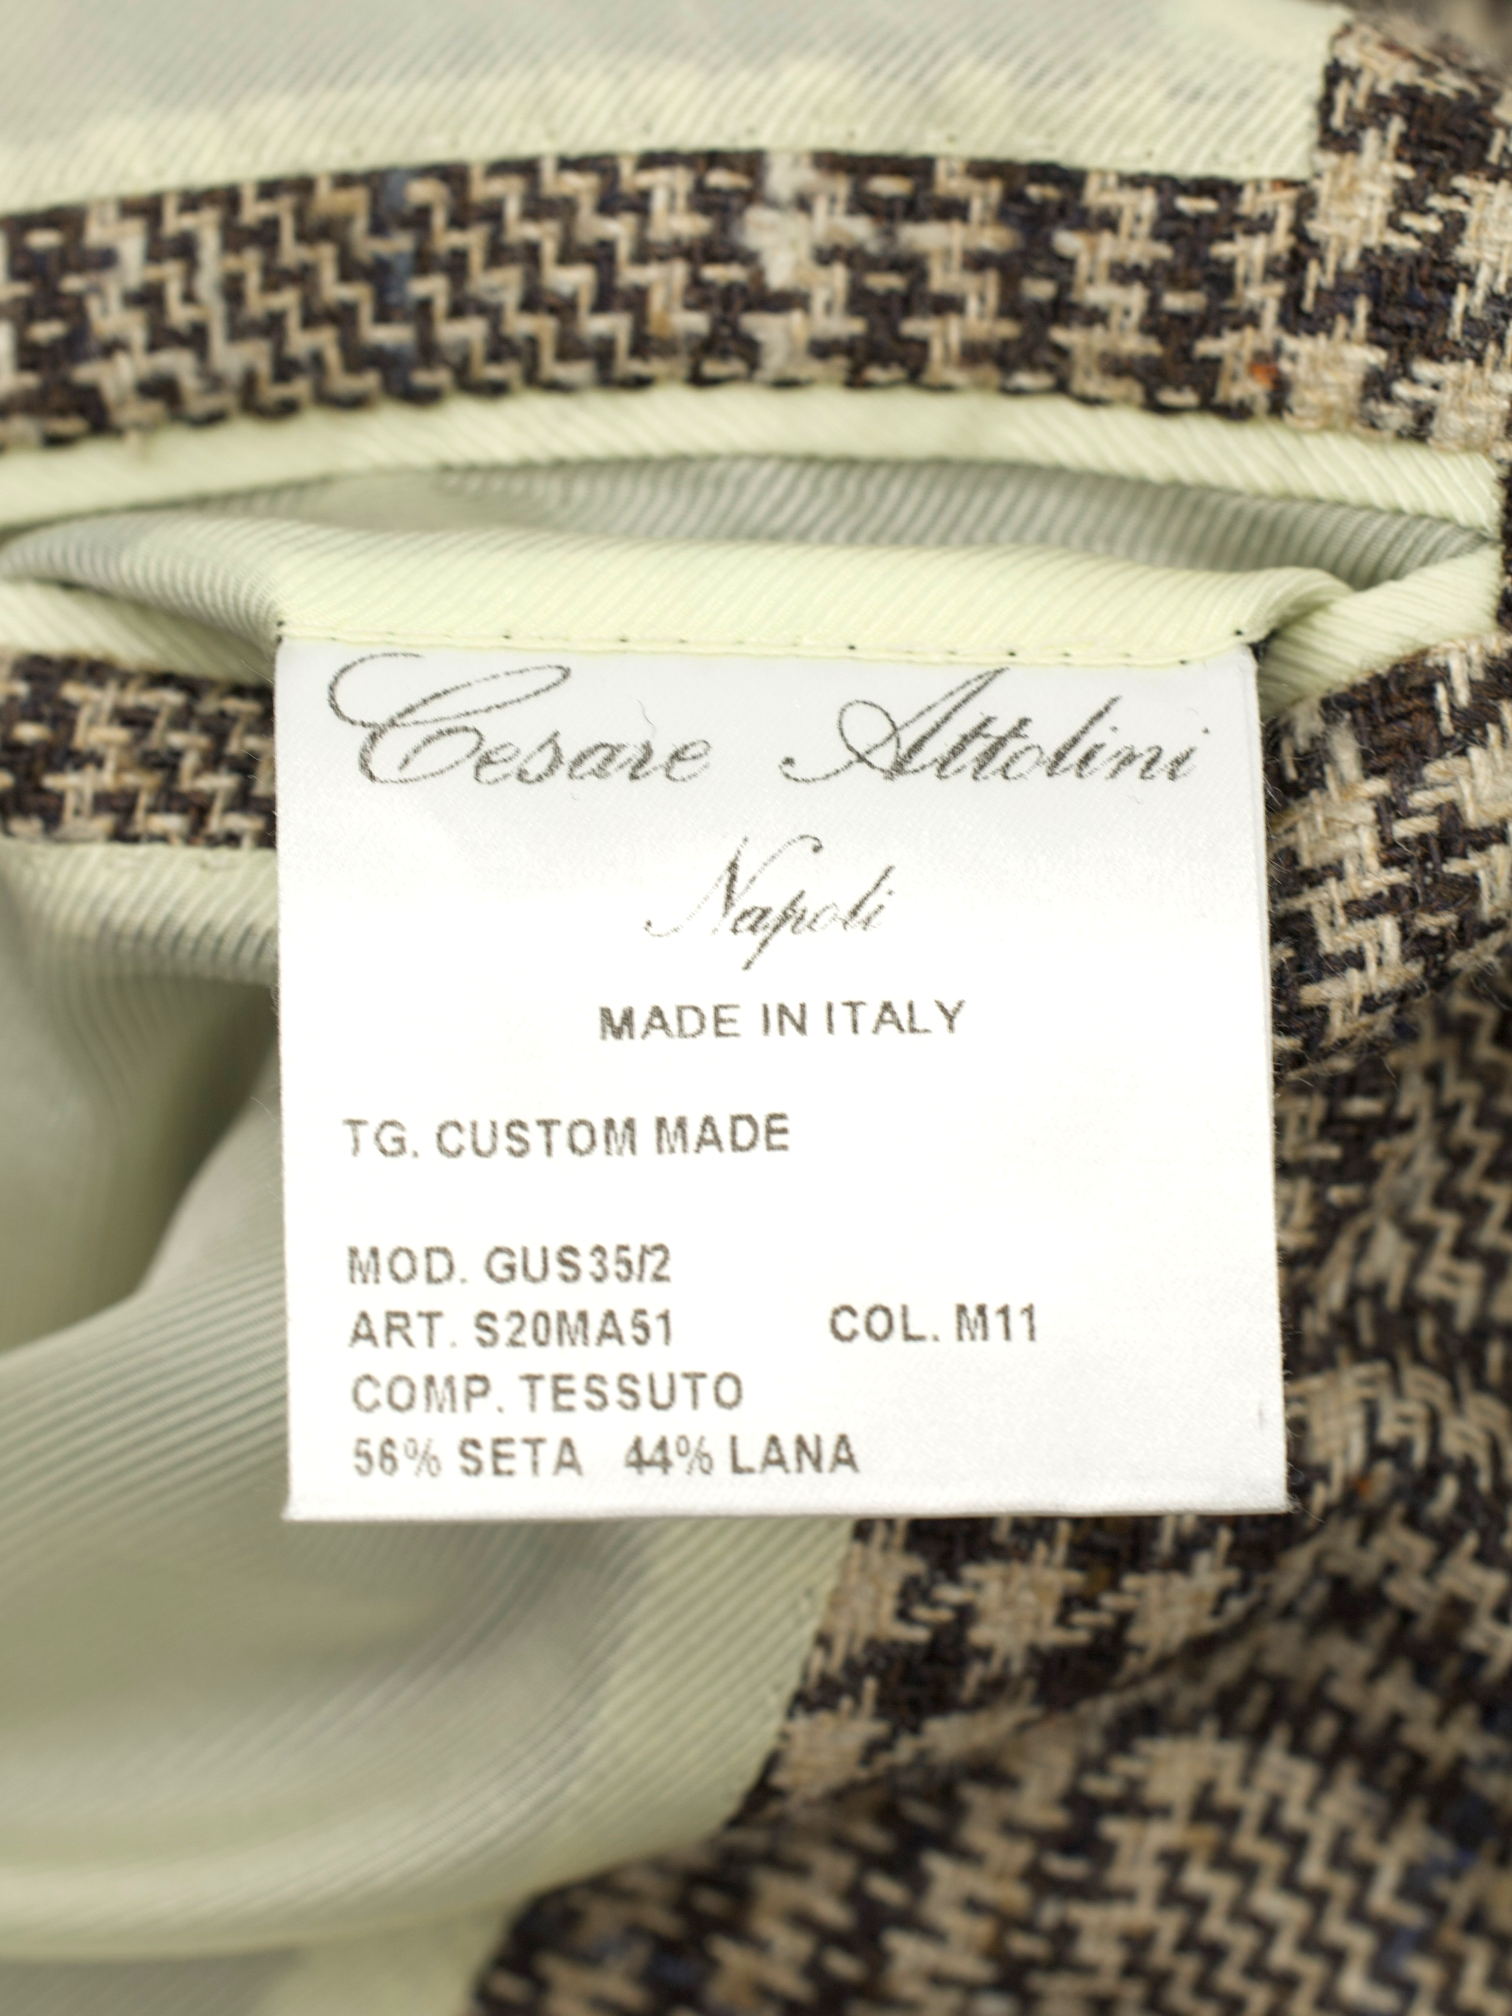 Cesare Attolini
Napoli
MADE IN ITALY
TG. CUSTOM MADE
MOD. GUS35/2
ART. S20MA51 COL. M11
COMP. TESSUTO
56% SETA 44% LANA